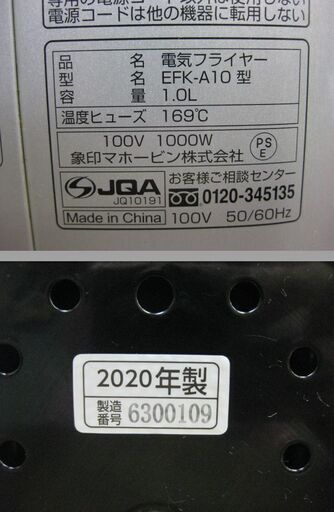 電源コードは他の機器に転用しない
品名 電気フライヤー
型名 EFK-A10 型
容量 1.0L
温度ヒューズ 169℃
100V 1000W
象印マホービン株式会社
PSE
JQA
JQ10191
お客様ご相談センター
0120-345135
Made in China 100V 50/60Hz
2020年製
製造番号 6300109